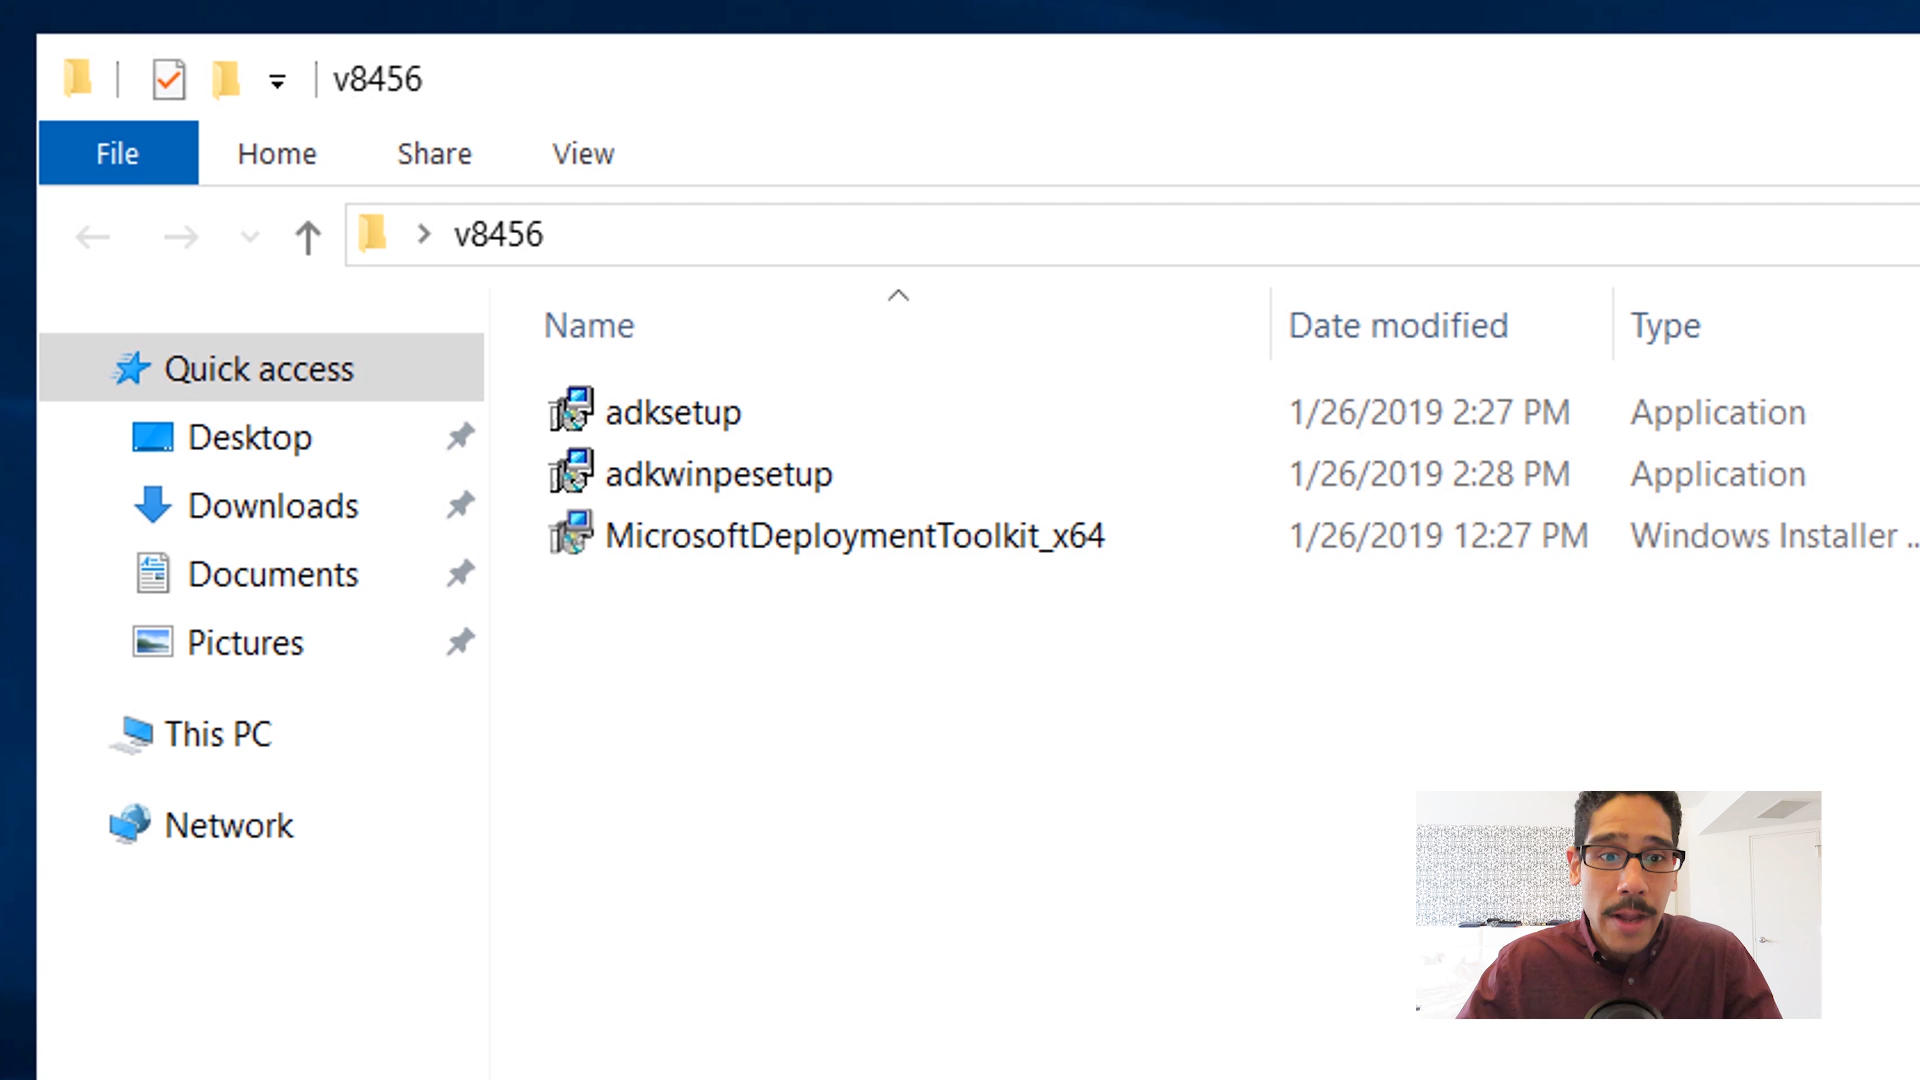 v8456
File Home Share View
v8456
Name Date modified Type
Quick access
Desktop
Downloads
Documents
Pictures
This PC
Network
adksetup 1/26/2019 2:27 PM Application
adkwinpesetup 1/26/2019 2:28 PM Application
MicrosoftDeploymentToolkit_x64 1/26/2019 12:27 PM Windows Installer ..